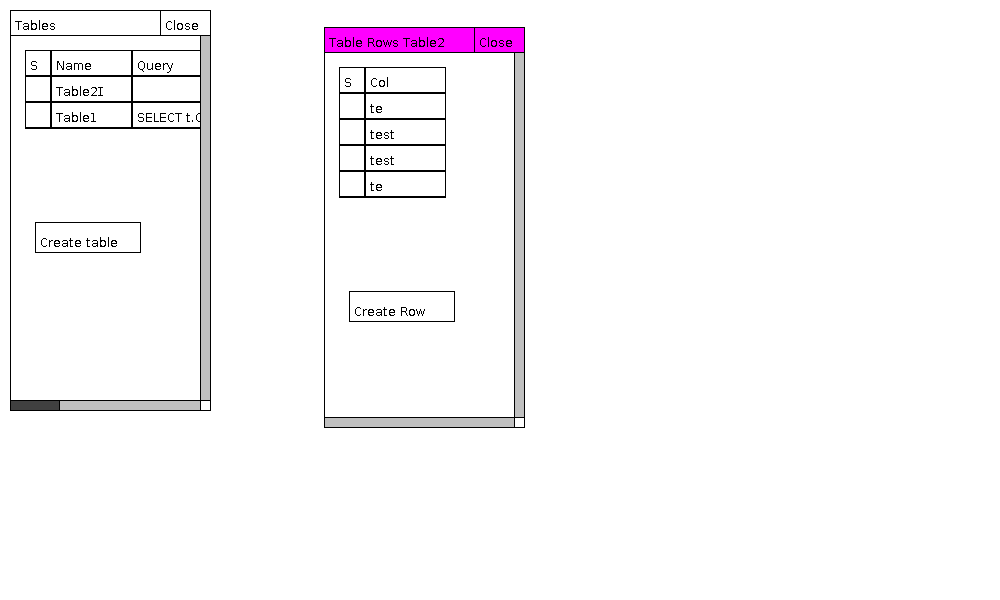 Tables Close
S Name Query
Table2I
Table1 SELECT t.C
Create table
Table Rows Table2 Close
S Col
te
test
test
te
Create Row